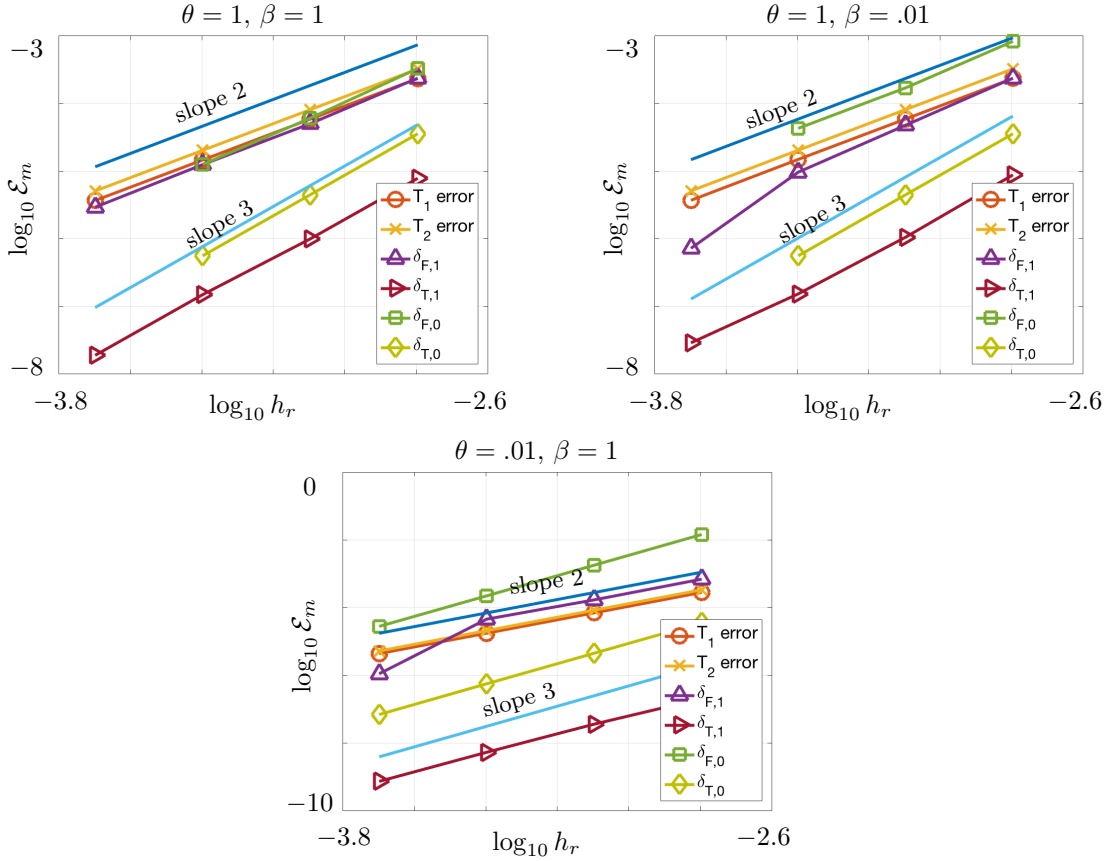 θ = 1, β = 1
−3
slope 2
slope 3
log₁₀ ℰₘ
T₁ error
T₂ error
δF,1
δT,1
δF,0
δT,0
−8
−3.8
log₁₀ hᵣ
−2.6
θ = 1, β = .01
−3
slope 2
slope 3
log₁₀ ℰₘ
T₁ error
T₂ error
δF,1
δT,1
δF,0
δT,0
−8
−3.8
log₁₀ hᵣ
−2.6
θ = .01, β = 1
0
slope 2
slope 3
log₁₀ ℰₘ
T₁ error
T₂ error
δF,1
δT,1
δF,0
δT,0
−10
−3.8
log₁₀ hᵣ
−2.6